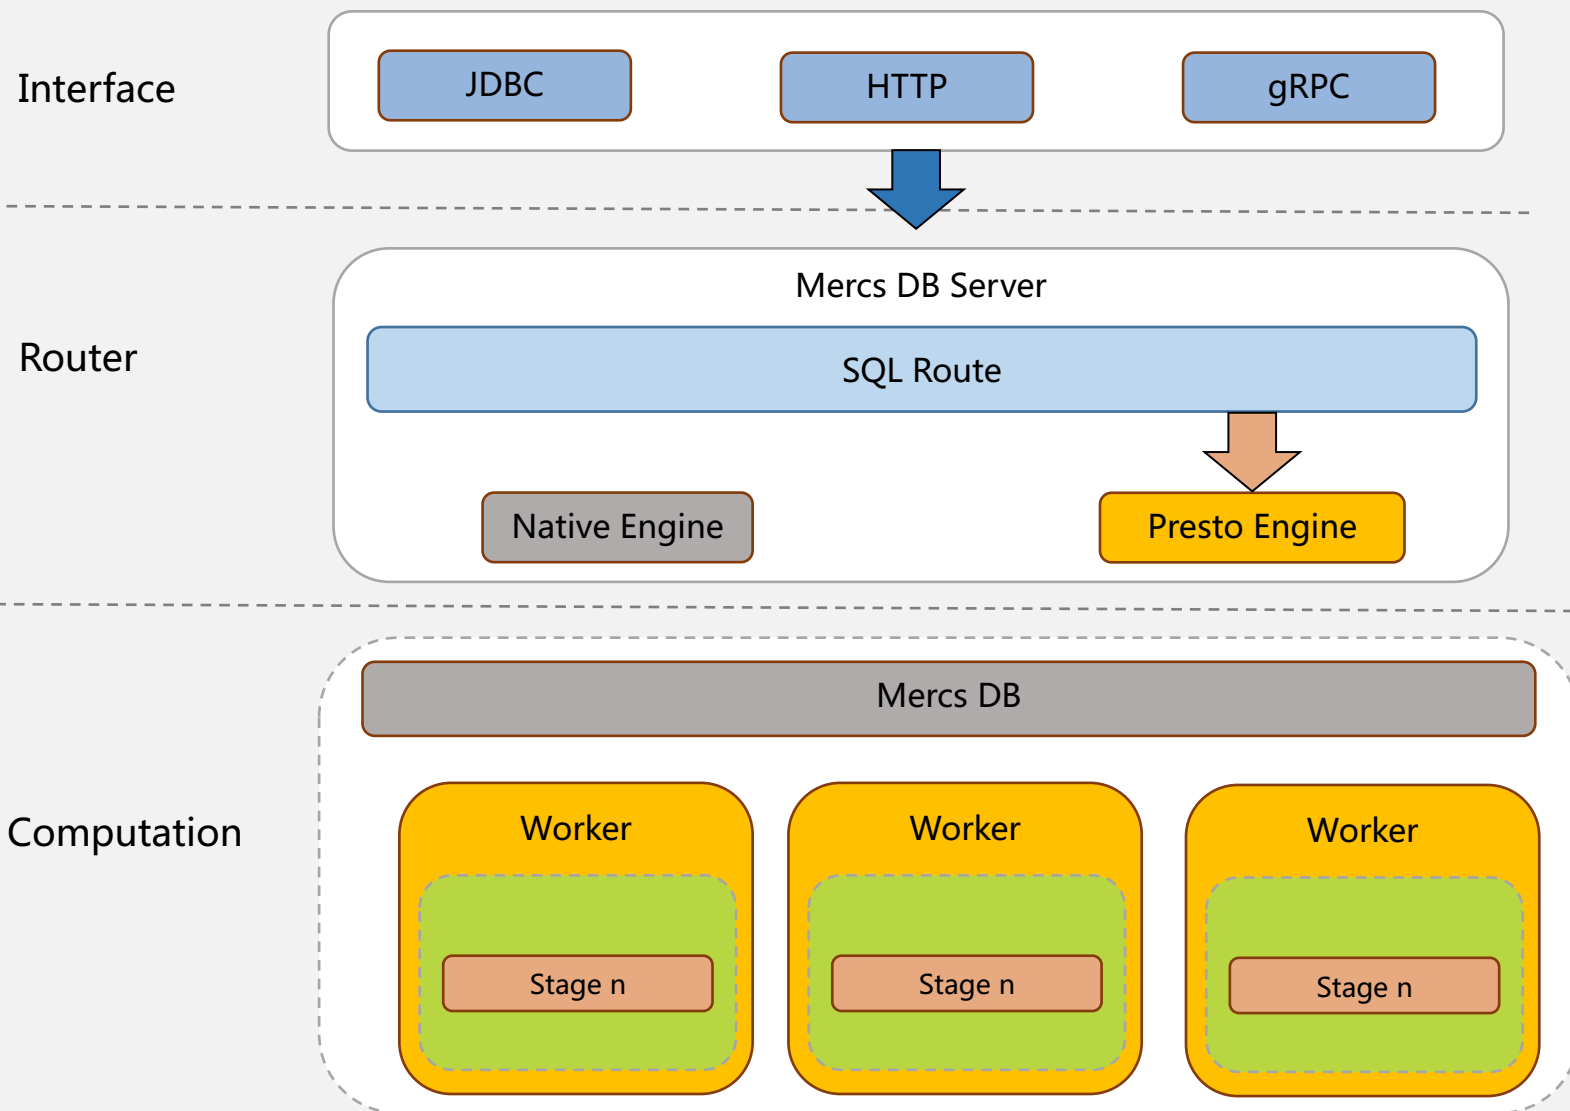 Interface
JDBC
HTTP
gRPC
Router
Mercs DB Server
SQL Route
Native Engine
Presto Engine
Computation
Mercs DB
Worker
Worker
Worker
Stage n
Stage n
Stage n